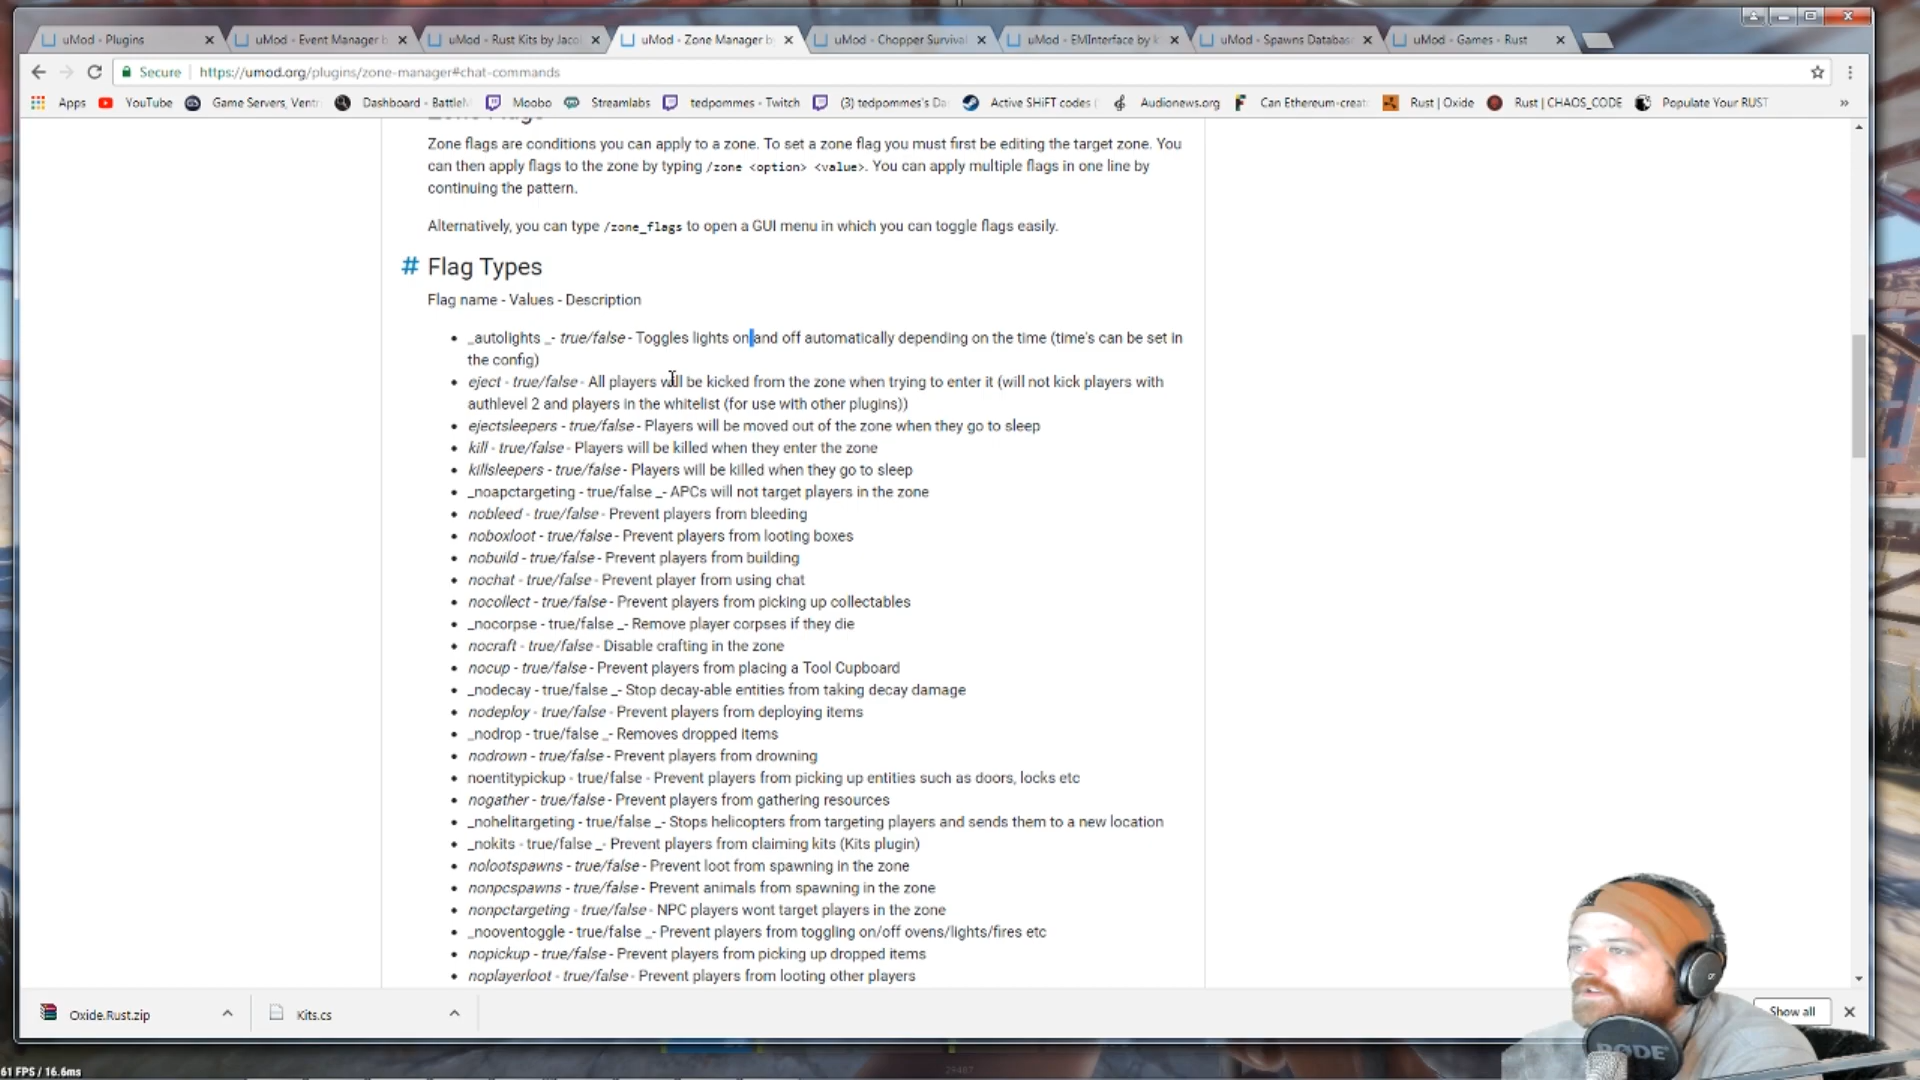 uMod - Plugins
uMod - Event Manager b
uMod - Rust Kits by Jaco
uMod - Zone Manager by
uMod - Chopper Survival
uMod - EMInterface by k
uMod - Spawns Databas
uMod - Games - Rust
Secure https://umod.org/plugins/zone-manager#chat-commands
Apps YouTube Game Servers, Ventr Dashboard - BattleM Moobo Streamlabs tedpommes - Twitch (3) tedpommes's Da Active SHiFT codes ( Audionews.org Can Ethereum-creat Rust | Oxide Rust | CHAOS_CODE Populate Your RUST »
Zone Flags
Zone flags are conditions you can apply to a zone. To set a zone flag you must first be editing the target zone. You
can then apply flags to the zone by typing /zone <option> <value>. You can apply multiple flags in one line by
continuing the pattern.
Alternatively, you can type /zone_flags to open a GUI menu in which you can toggle flags easily.
# Flag Types
Flag name - Values - Description
• _autolights _- true/false - Toggles lights on and off automatically depending on the time (time's can be set in
the config)
• eject - true/false - All players will be kicked from the zone when trying to enter it (will not kick players with
authlevel 2 and players in the whitelist (for use with other plugins))
• ejectsleepers - true/false - Players will be moved out of the zone when they go to sleep
• kill - true/false - Players will be killed when they enter the zone
• killsleepers - true/false - Players will be killed when they go to sleep
• _noapctargeting - true/false _- APCs will not target players in the zone
• nobleed - true/false - Prevent players from bleeding
• noboxloot - true/false - Prevent players from looting boxes
• nobuild - true/false - Prevent players from building
• nochat - true/false - Prevent player from using chat
• nocollect - true/false - Prevent players from picking up collectables
• _nocorpse - true/false _- Remove player corpses if they die
• nocraft - true/false - Disable crafting in the zone
• nocup - true/false - Prevent players from placing a Tool Cupboard
• _nodecay - true/false _- Stop decay-able entities from taking decay damage
• nodeploy - true/false - Prevent players from deploying items
• _nodrop - true/false _- Removes dropped items
• nodrown - true/false - Prevent players from drowning
• noentitypickup - true/false - Prevent players from picking up entities such as doors, locks etc
• nogather - true/false - Prevent players from gathering resources
• _nohelitargeting - true/false _- Stops helicopters from targeting players and sends them to a new location
• _nokits - true/false _- Prevent players from claiming kits (Kits plugin)
• nolootspawns - true/false - Prevent loot from spawning in the zone
• nonpcspawns - true/false - Prevent animals from spawning in the zone
• nonpctargeting - true/false - NPC players wont target players in the zone
• _nooventoggle - true/false _- Prevent players from toggling on/off ovens/lights/fires etc
• nopickup - true/false - Prevent players from picking up dropped items
• noplayerloot - true/false - Prevent players from looting other players
Oxide.Rust.zip
Kits.cs
Show all
RODE
61 FPS / 16.6ms